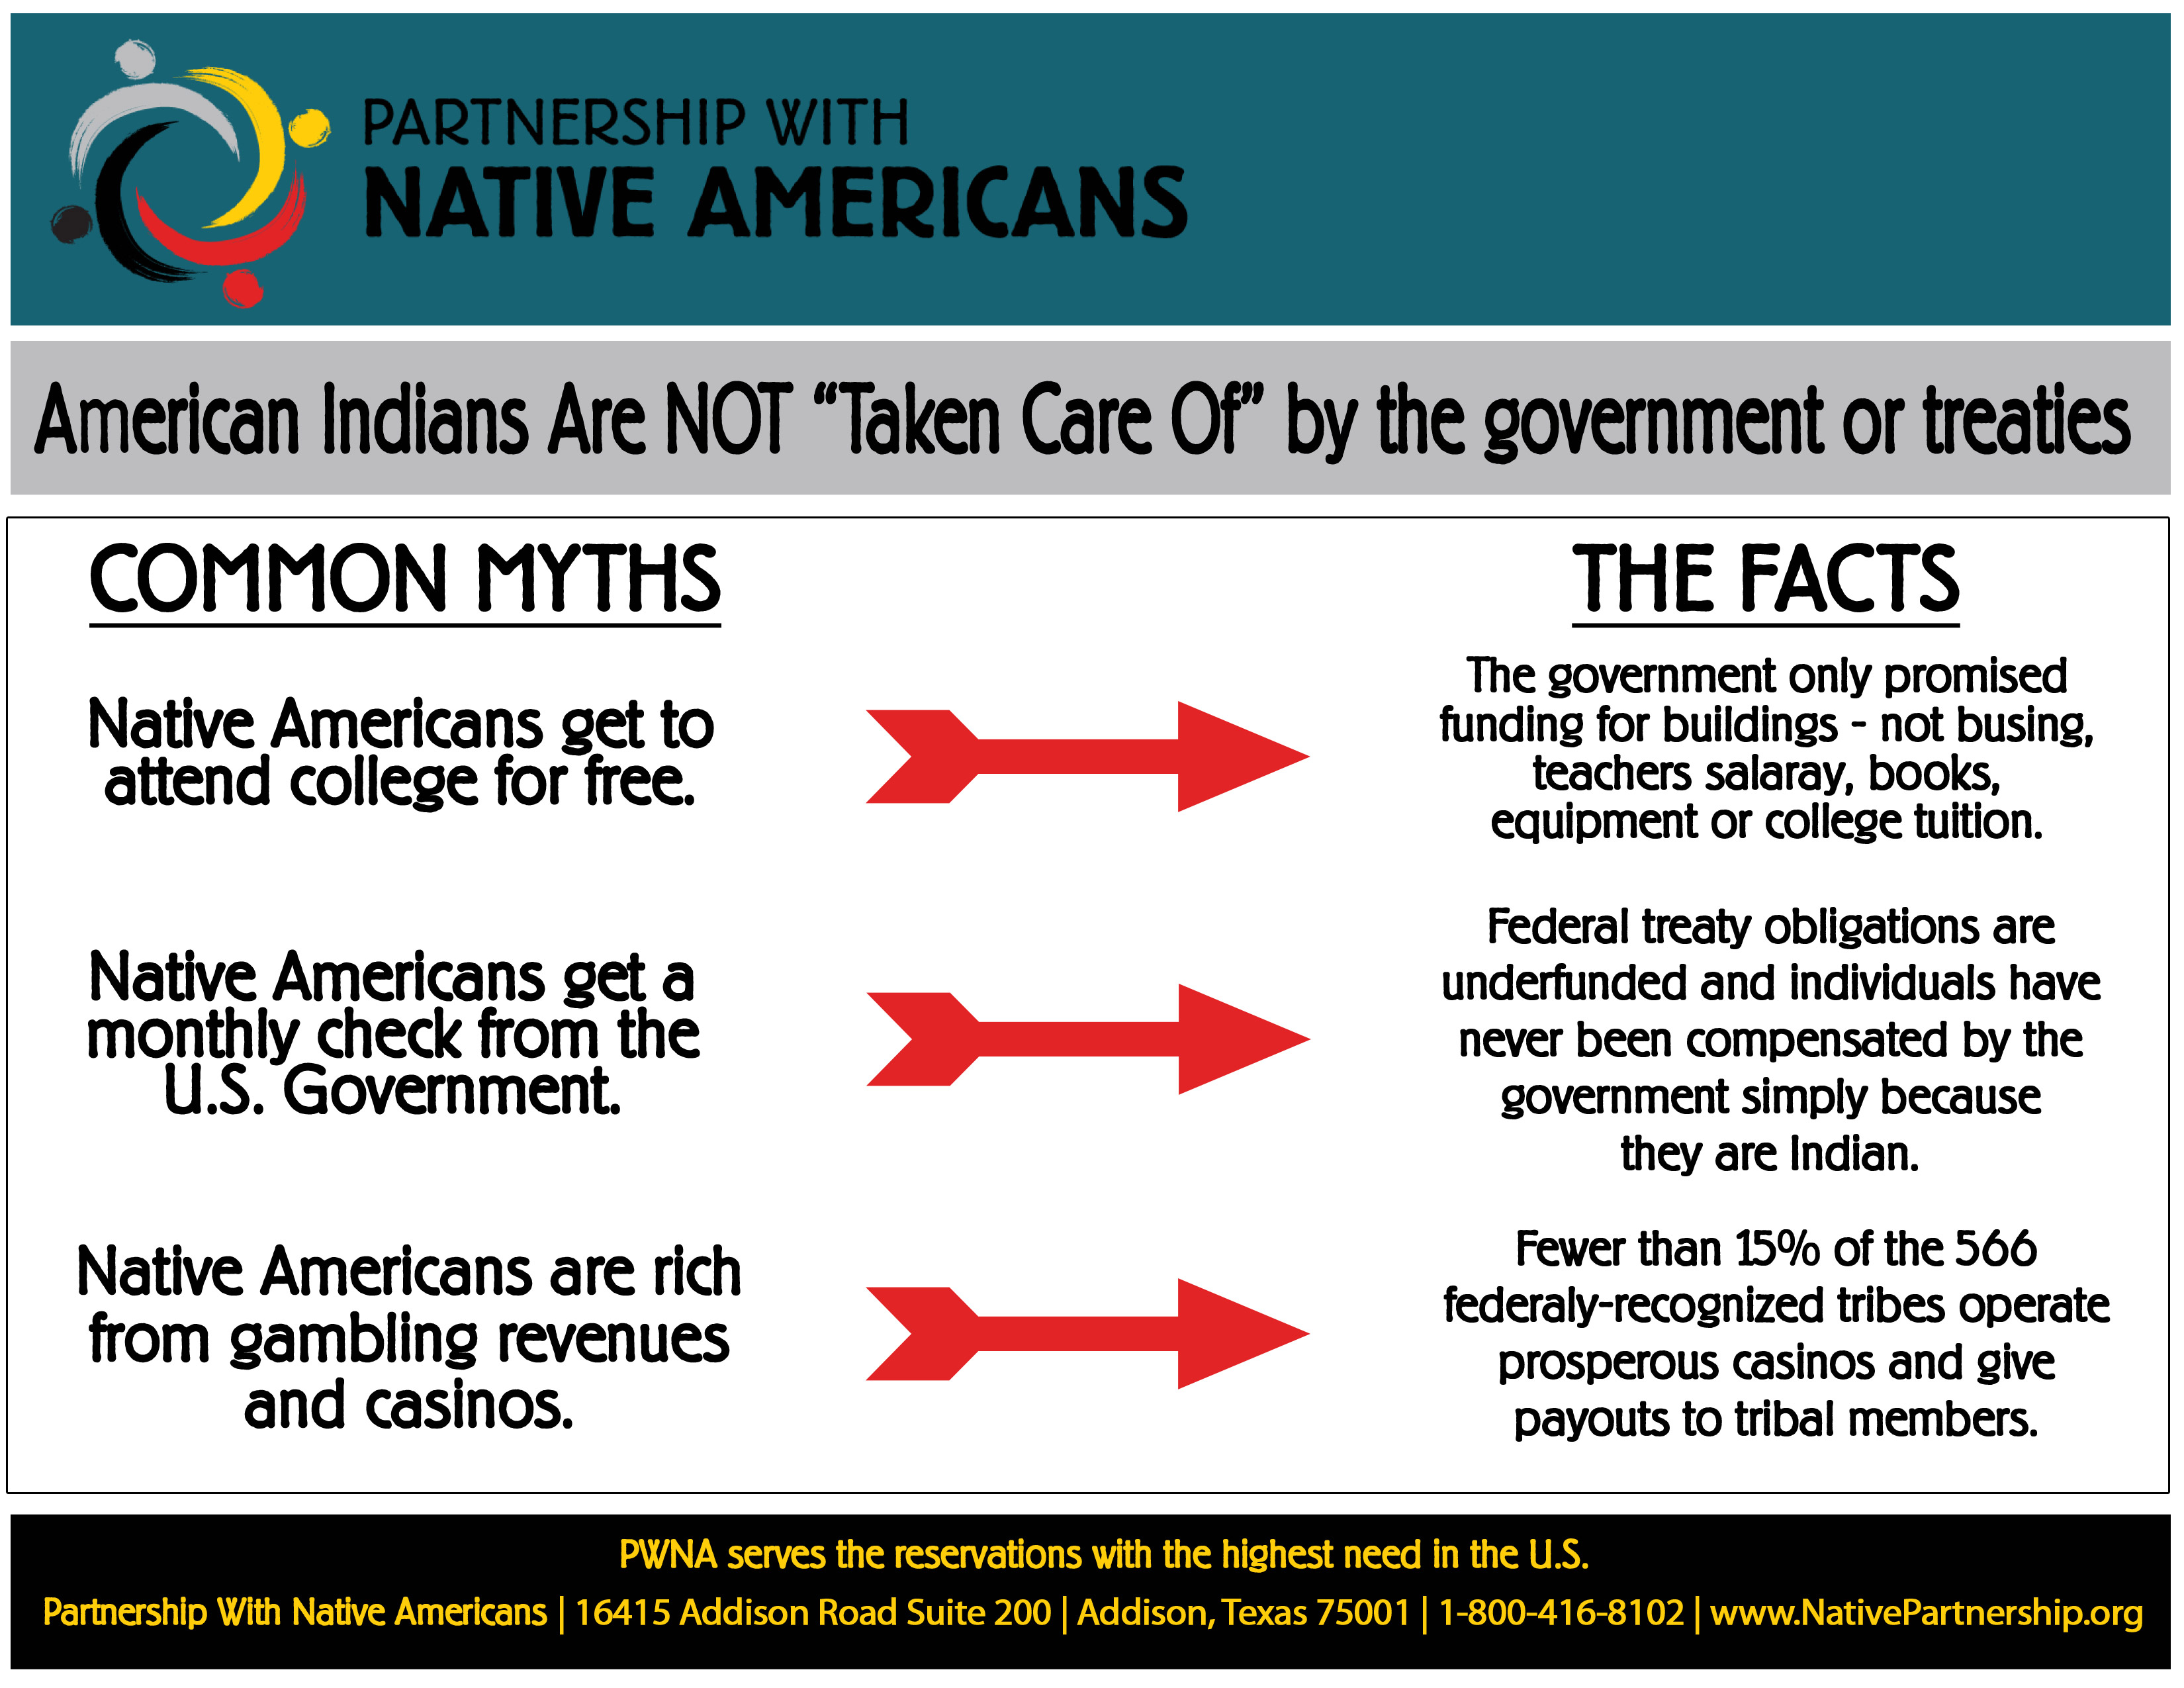 PARTNERSHIP WITH
NATIVE AMERICANS
American Indians Are NOT “Taken Care Of” by the government or treaties
COMMON MYTHS
THE FACTS
Native Americans get to
attend college for free.
The government only promised
funding for buildings - not busing,
teachers salaray, books,
equipment or college tuition.
Native Americans get a
monthly check from the
U.S. Government.
Federal treaty obligations are
underfunded and individuals have
never been compensated by the
government simply because
they are Indian.
Native Americans are rich
from gambling revenues
and casinos.
Fewer than 15% of the 566
federaly-recognized tribes operate
prosperous casinos and give
payouts to tribal members.
PWNA serves the reservations with the highest need in the U.S.
Partnership With Native Americans | 16415 Addison Road Suite 200 | Addison, Texas 75001 | 1-800-416-8102 | www.NativePartnership.org